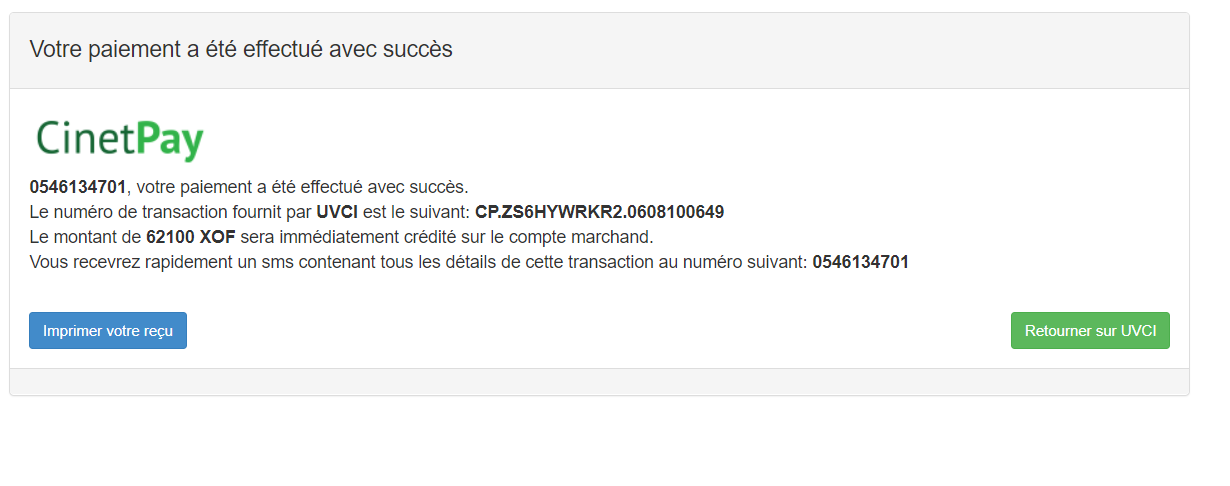 Votre paiement a été effectué avec succès
CinetPay
0546134701, votre paiement a été effectué avec succès.
Le numéro de transaction fournit par UVCI est le suivant: CP.ZS6HYWRKR2.0608100649
Le montant de 62100 XOF sera immédiatement crédité sur le compte marchand.
Vous recevrez rapidement un sms contenant tous les détails de cette transaction au numéro suivant: 0546134701
Imprimer votre reçu
Retourner sur UVCI